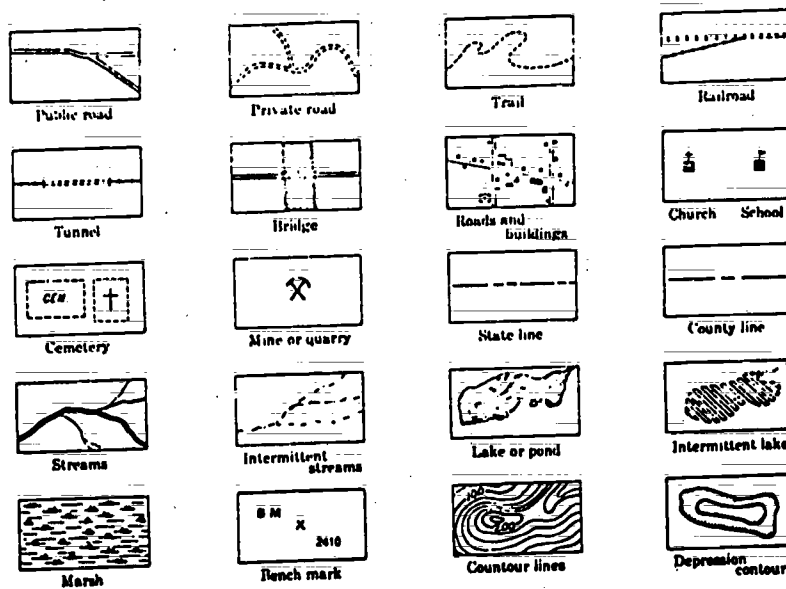 Public road
Private road
Trail
Railroad
Tunnel
Bridge
Roads and
buildings
Church School
CEM.
Cemetery
Mine or quarry
State line
County line
Streams
Intermittent
streams
Lake or pond
Intermittent lake
Marsh
B M
X
2410
Bench mark
100
Countour lines
Depression
contour